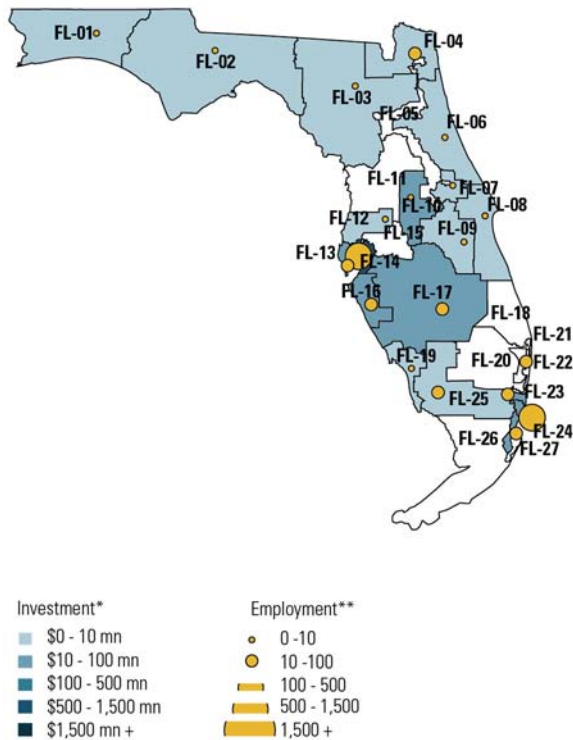 FL-01
FL-02
FL-04
FL-03
FL-05
FL-06
FL-11
FL-07
FL-10
FL-08
FL-12
FL-15
FL-09
FL-13
FL-14
FL-16
FL-17
FL-18
FL-21
FL-19
FL-20
FL-22
FL-25
FL-23
FL-26
FL-24
FL-27
Investment*
$0 - 10 mn
$10 - 100 mn
$100 - 500 mn
$500 - 1,500 mn
$1,500 mn +
Employment**
0 -10
10 -100
100 - 500
500 - 1,500
1,500 +